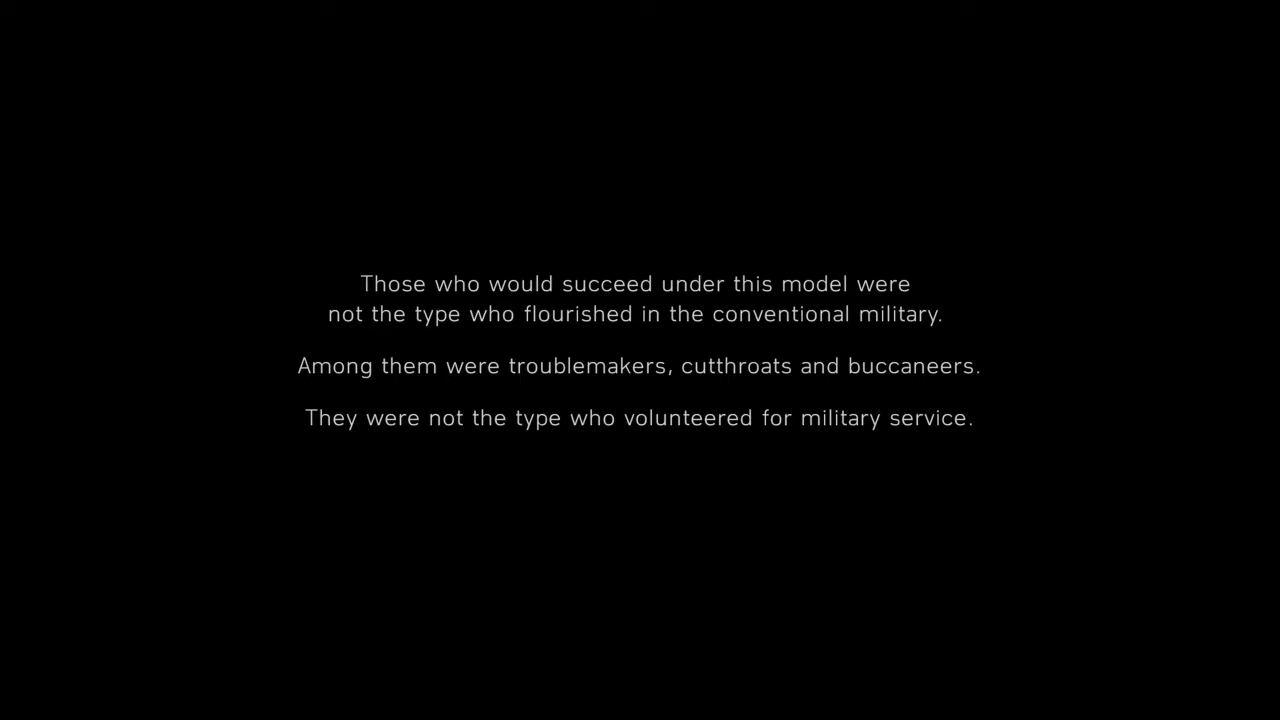 Those who would succeed under this model were
not the type who flourished in the conventional military.
Among them were troublemakers, cutthroats and buccaneers.
They were not the type who volunteered for military service.